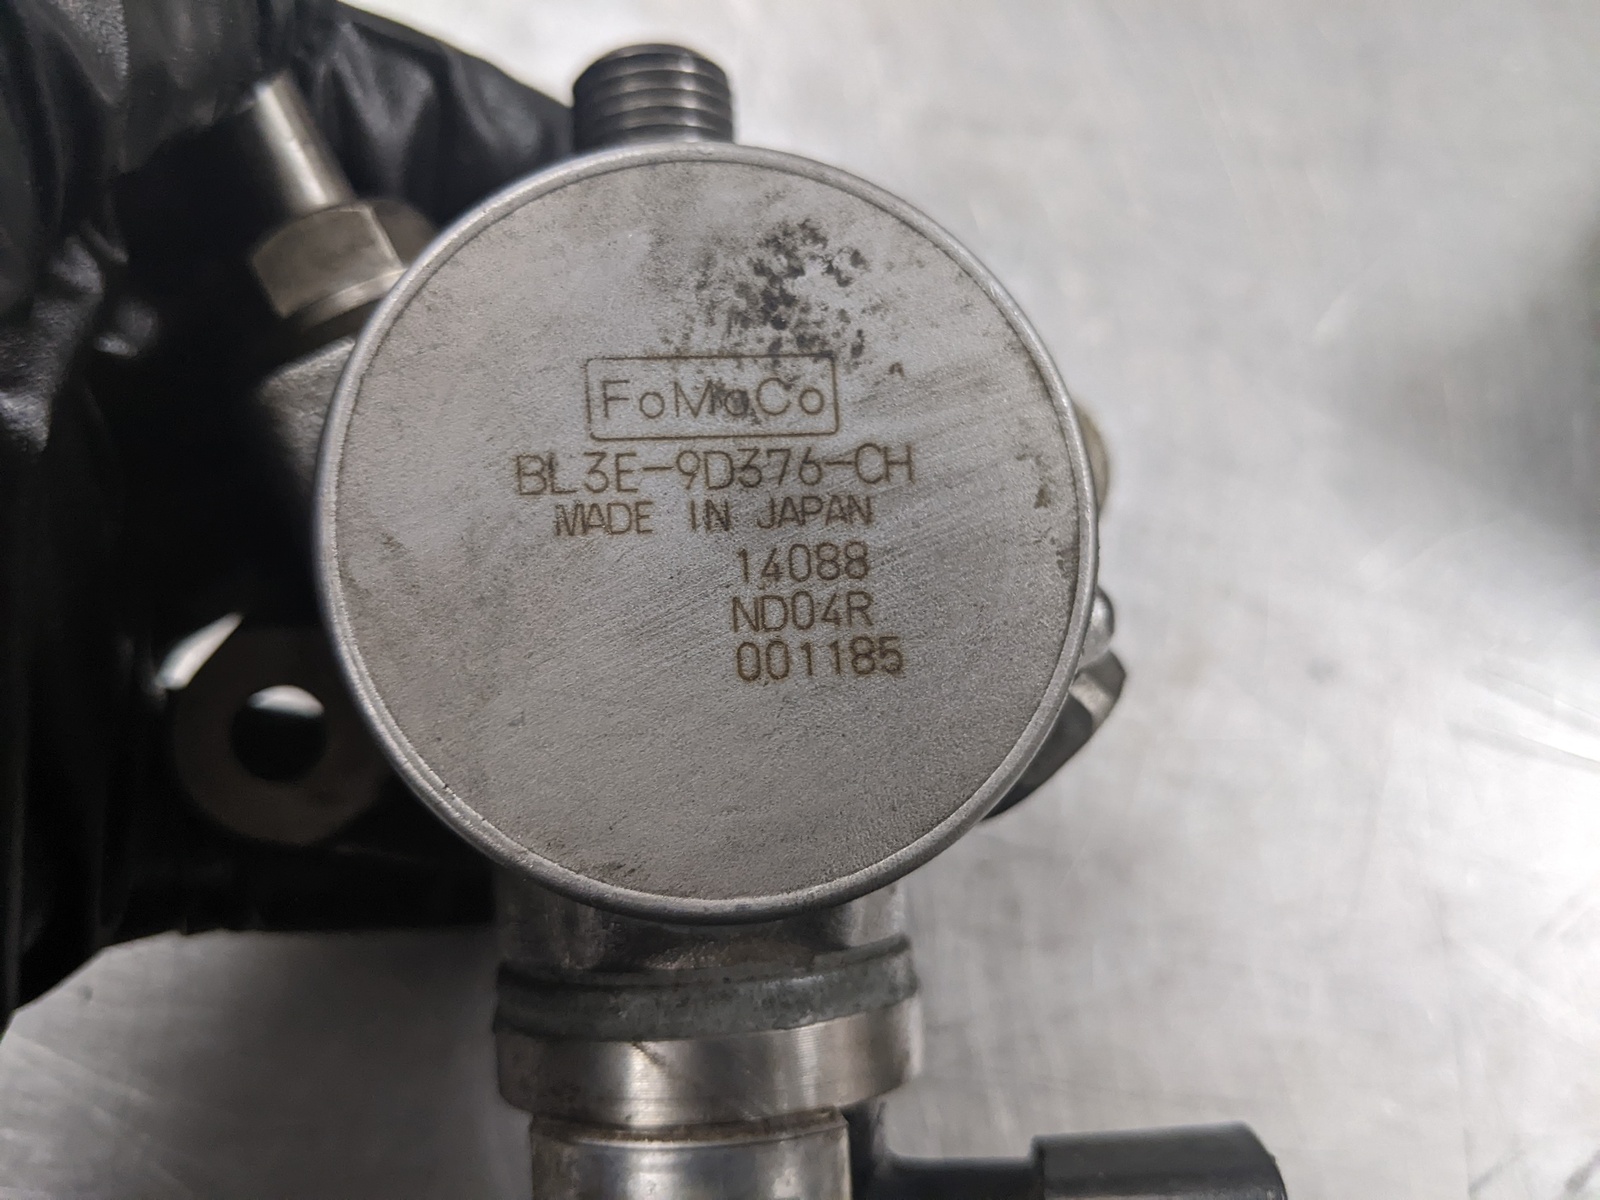 FoMoCo
BL3E-9D376-CH
MADE IN JAPAN
14088
ND04R
001185